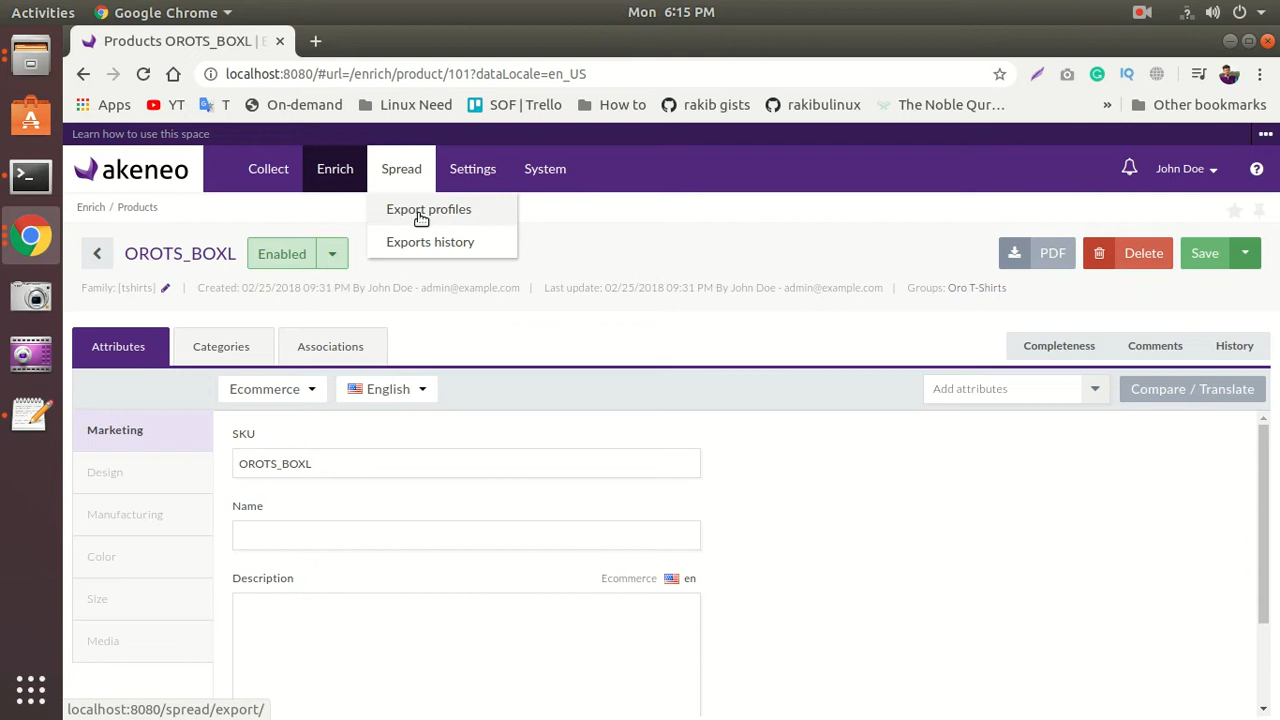 Activities
Google Chrome
Mon 6:15 PM
Products OROTS_BOXL | E
localhost:8080/#url=/enrich/product/101?dataLocale=en_US
Apps
YT
T
On-demand
Linux Need
SOF | Trello
How to
rakib gists
rakibulinux
The Noble Qur...
»
Other bookmarks
Learn how to use this space
akeneo
Collect
Enrich
Spread
Settings
System
John Doe
Export profiles
Exports history
Enrich / Products
OROTS_BOXL
Enabled
PDF
Delete
Save
Family: [tshirts]
Created: 02/25/2018 09:31 PM By John Doe - admin@example.com
Last update: 02/25/2018 09:31 PM By John Doe - admin@example.com
Groups: Oro T-Shirts
Attributes
Categories
Associations
Completeness
Comments
History
Ecommerce
English
Add attributes
Compare / Translate
Marketing
Design
Manufacturing
Color
Size
Media
SKU
OROTS_BOXL
Name
Description
Ecommerce
en
localhost:8080/spread/export/